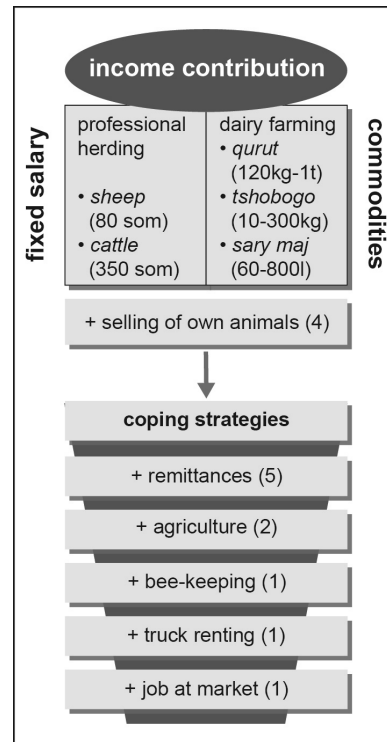 income contribution
fixed salary
professional
herding
• sheep
(80 som)
• cattle
(350 som)
dairy farming
• qurut
(120kg-1t)
• tshobogo
(10-300kg)
• sary maj
(60-800l)
commodities
+ selling of own animals (4)
coping strategies
+ remittances (5)
+ agriculture (2)
+ bee-keeping (1)
+ truck renting (1)
+ job at market (1)